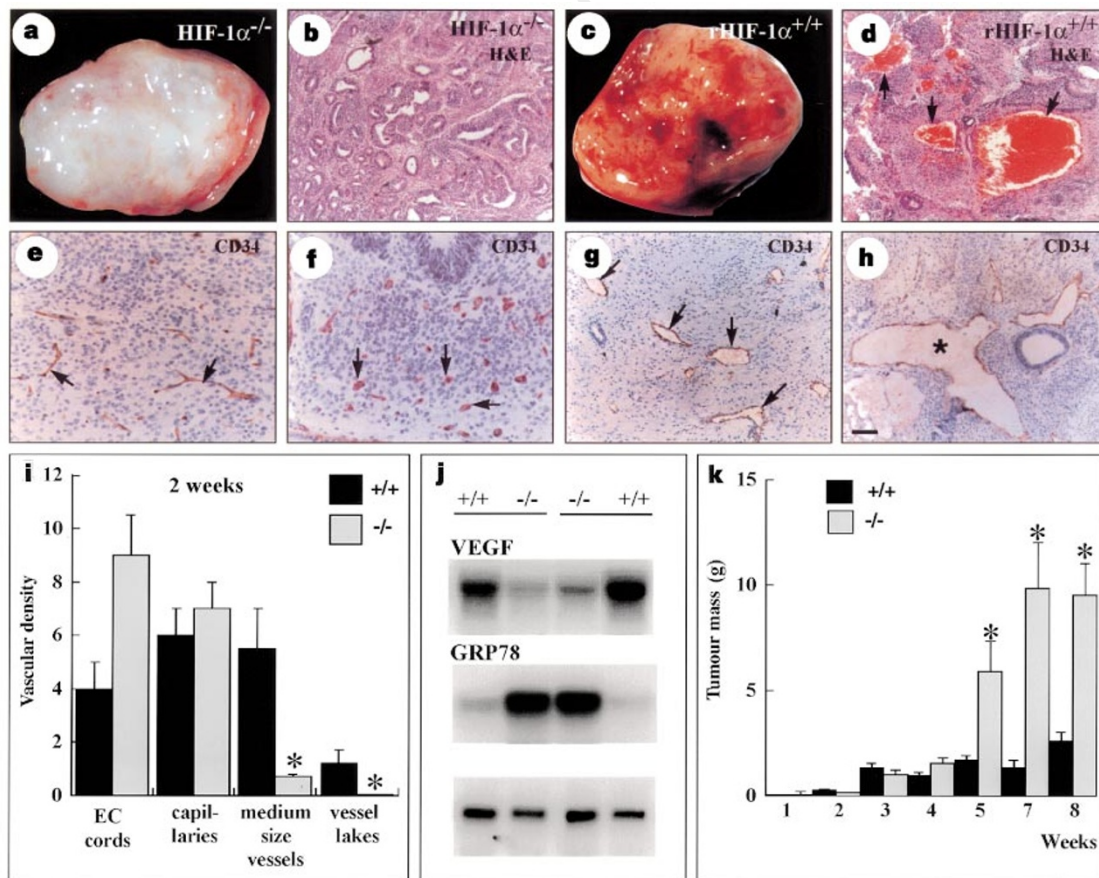 a HIF-1α-/-
b HIF-1α-/-
H&E
c rHIF-1α+/+
d rHIF-1α+/+
H&E
e CD34
f CD34
g CD34
h CD34
*
i
2 weeks
+/+
-/-
Vascular density
12
10
8
6
4
2
0
* *
EC cords
capil-laries
medium size vessels
vessel lakes
j
+/+ -/- -/- +/+
VEGF
GRP78
k
+/+
-/-
Tumour mass (g)
15
10
5
0
* * *
1 2 3 4 5 7 8
Weeks